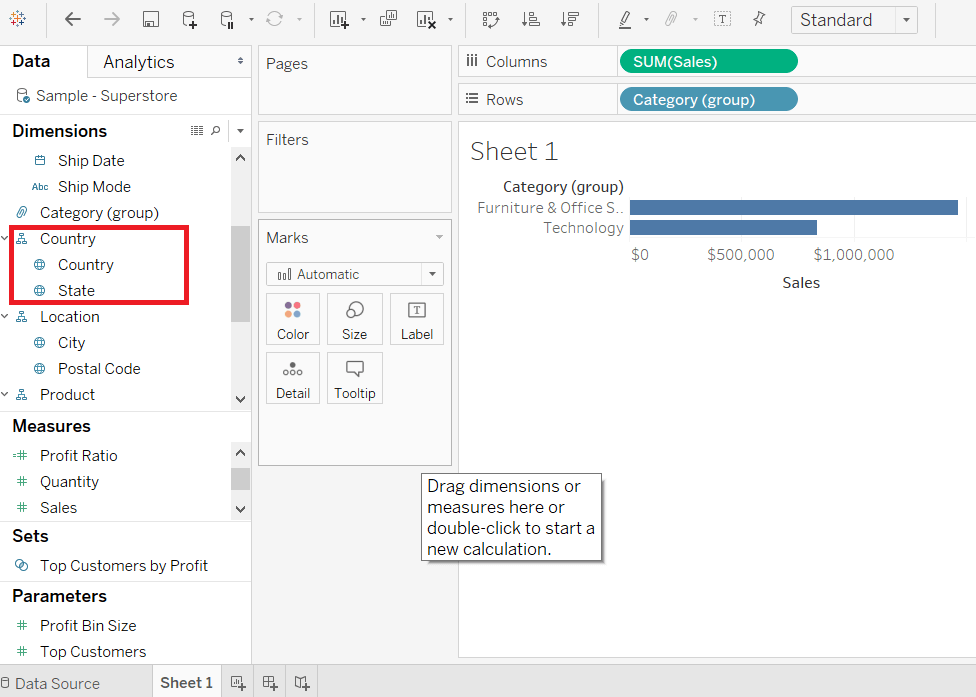 Standard
Data
Analytics
Sample - Superstore
Dimensions
Ship Date
Abc Ship Mode
Category (group)
Country
Country
State
Location
City
Postal Code
Product
Measures
Profit Ratio
Quantity
Sales
Sets
Top Customers by Profit
Parameters
Profit Bin Size
Top Customers
Pages
Filters
Marks
Automatic
Color
Size
T
Label
Detail
Tooltip
Drag dimensions or
measures here or
double-click to start a
new calculation.
Columns
SUM(Sales)
Rows
Category (group)
Sheet 1
Category (group)
Furniture & Office S..
Technology
$0
$500,000
$1,000,000
Sales
Data Source
Sheet 1